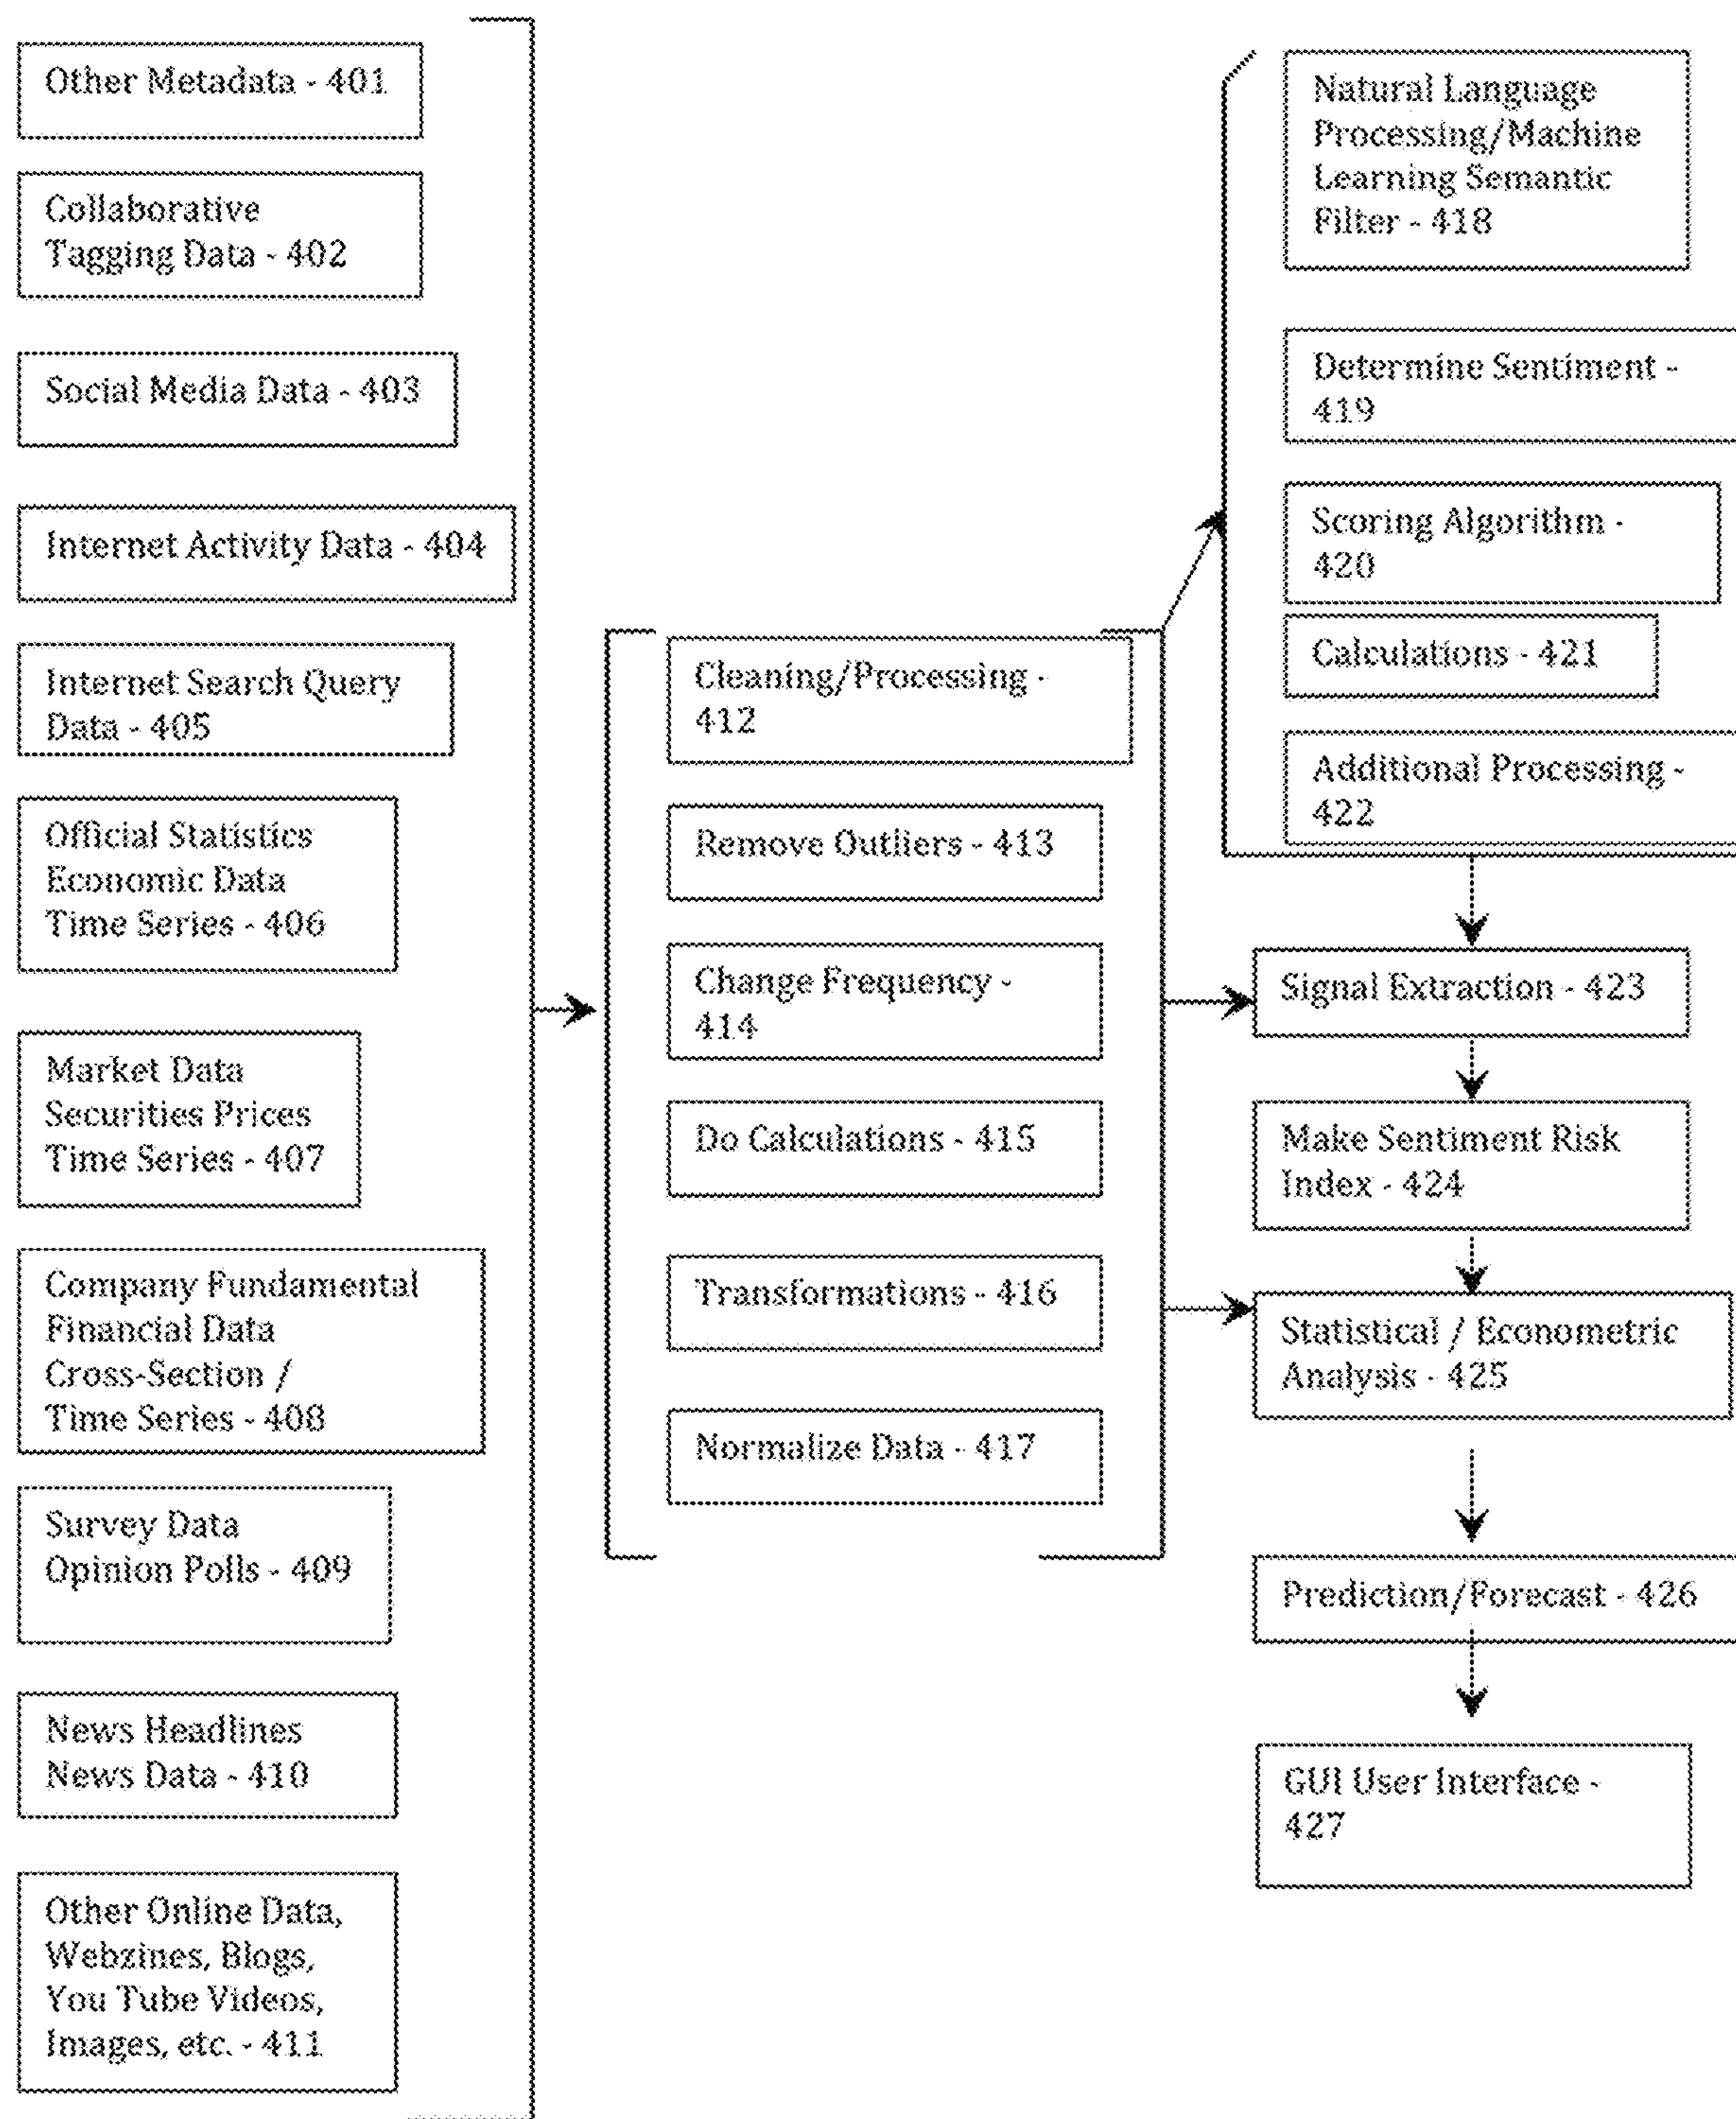 Other Metadata - 401
Collaborative
Tagging Data - 402
Social Media Data - 403
Internet Activity Data - 404
Internet Search Query
Data - 405
Official Statistics
Economic Data
Time Series - 406
Market Data
Securities Prices
Time Series - 407
Company Fundamental
Financial Data
Cross-Section /
Time Series - 408
Survey Data
Opinion Polls - 409
News Headlines
News Data - 410
Other Online Data,
Webzines, Blogs,
You Tube Videos,
Images, etc. - 411
Cleaning/Processing -
412
Remove Outliers - 413
Change Frequency -
414
Do Calculations - 415
Transformations - 416
Normalize Data - 417
Natural Language
Processing/Machine
Learning Semantic
Filter - 418
Determine Sentiment -
419
Scoring Algorithm -
420
Calculations - 421
Additional Processing -
422
Signal Extraction - 423
Make Sentiment Risk
Index - 424
Statistical / Econometric
Analysis - 425
Prediction/Forecast - 426
GUI User Interface -
427